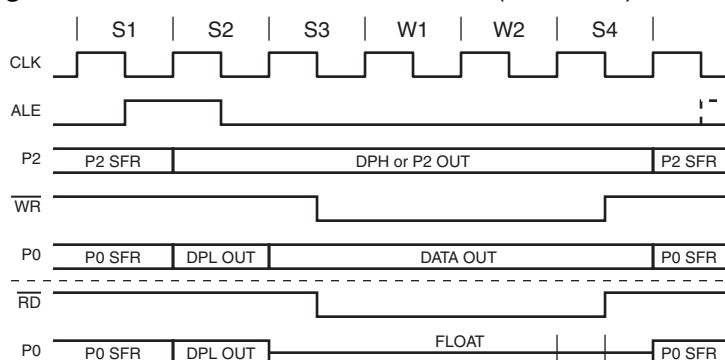 S1 S2 S3 W1 W2 S4
CLK
ALE
P2 P2 SFR DPH or P2 OUT P2 SFR
WR
P0 P0 SFR DPL OUT DATA OUT P0 SFR
RD
FLOAT
P0 P0 SFR DPL OUT P0 SFR